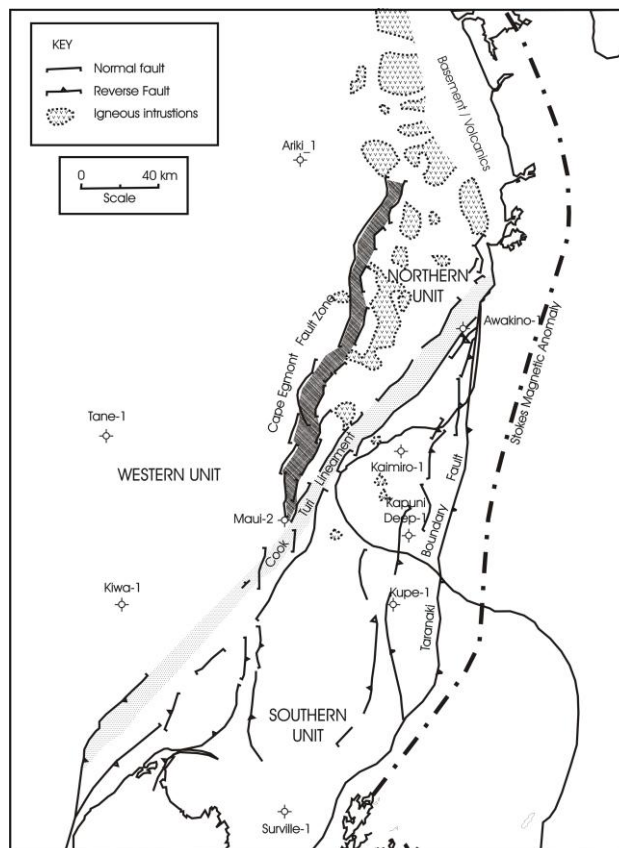 KEY
Normal fault
Reverse Fault
Igneous intrustions
0 40 km
Scale
Ariki_1
Basement / Volcanics
NORTHERN
UNIT
Awakino-1
Stokes Magnetic Anomaly
Cape Egmont Fault Zone
Tane-1
WESTERN UNIT
Maui-2
Cook Turi Lineament
Kaimiro-1
Kapuni
Deep-1
Taranaki Boundary Fault
Kiwa-1
Kupe-1
SOUTHERN
UNIT
Surville-1